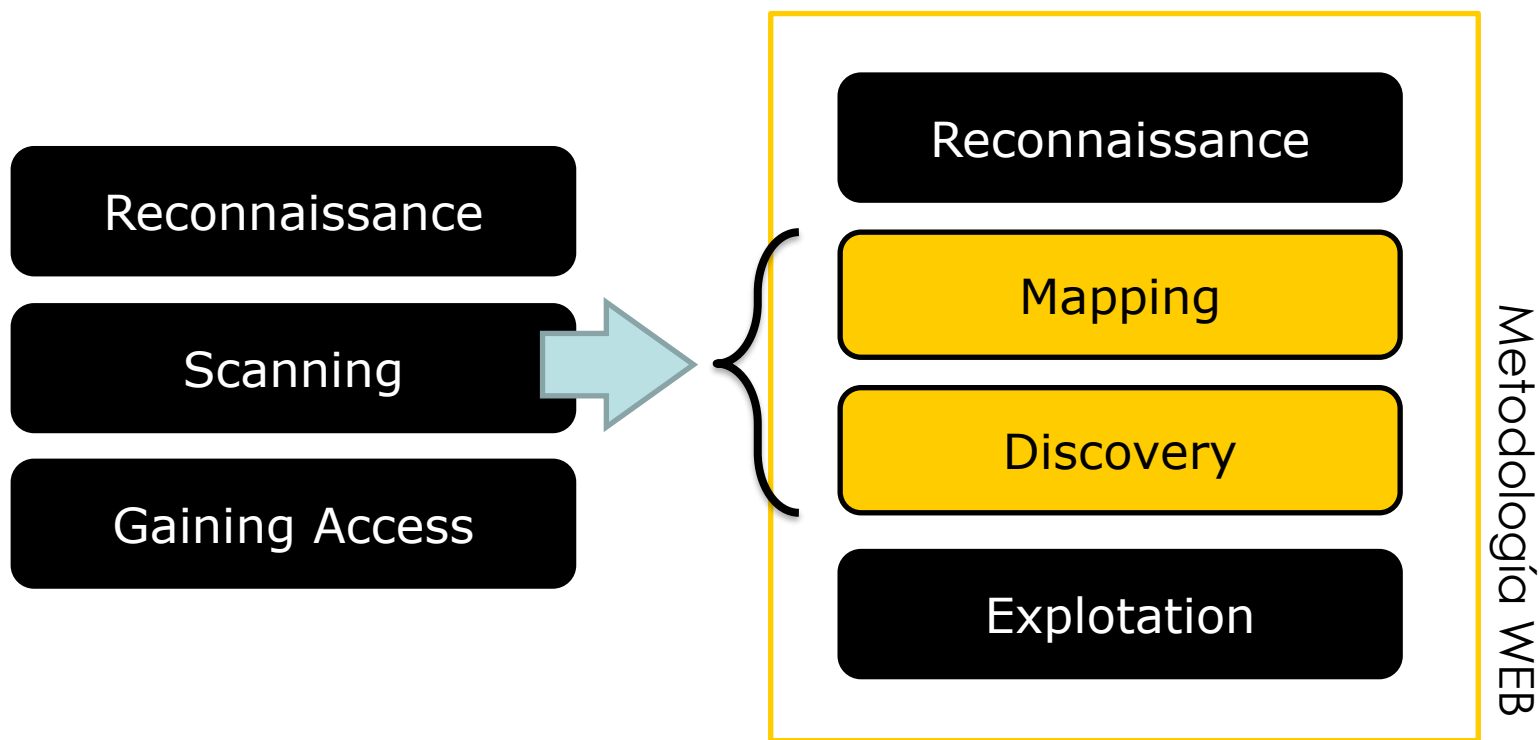 Reconnaissance
Scanning
Gaining Access
Reconnaissance
Mapping
Discovery
Explotation
Metodología WEB